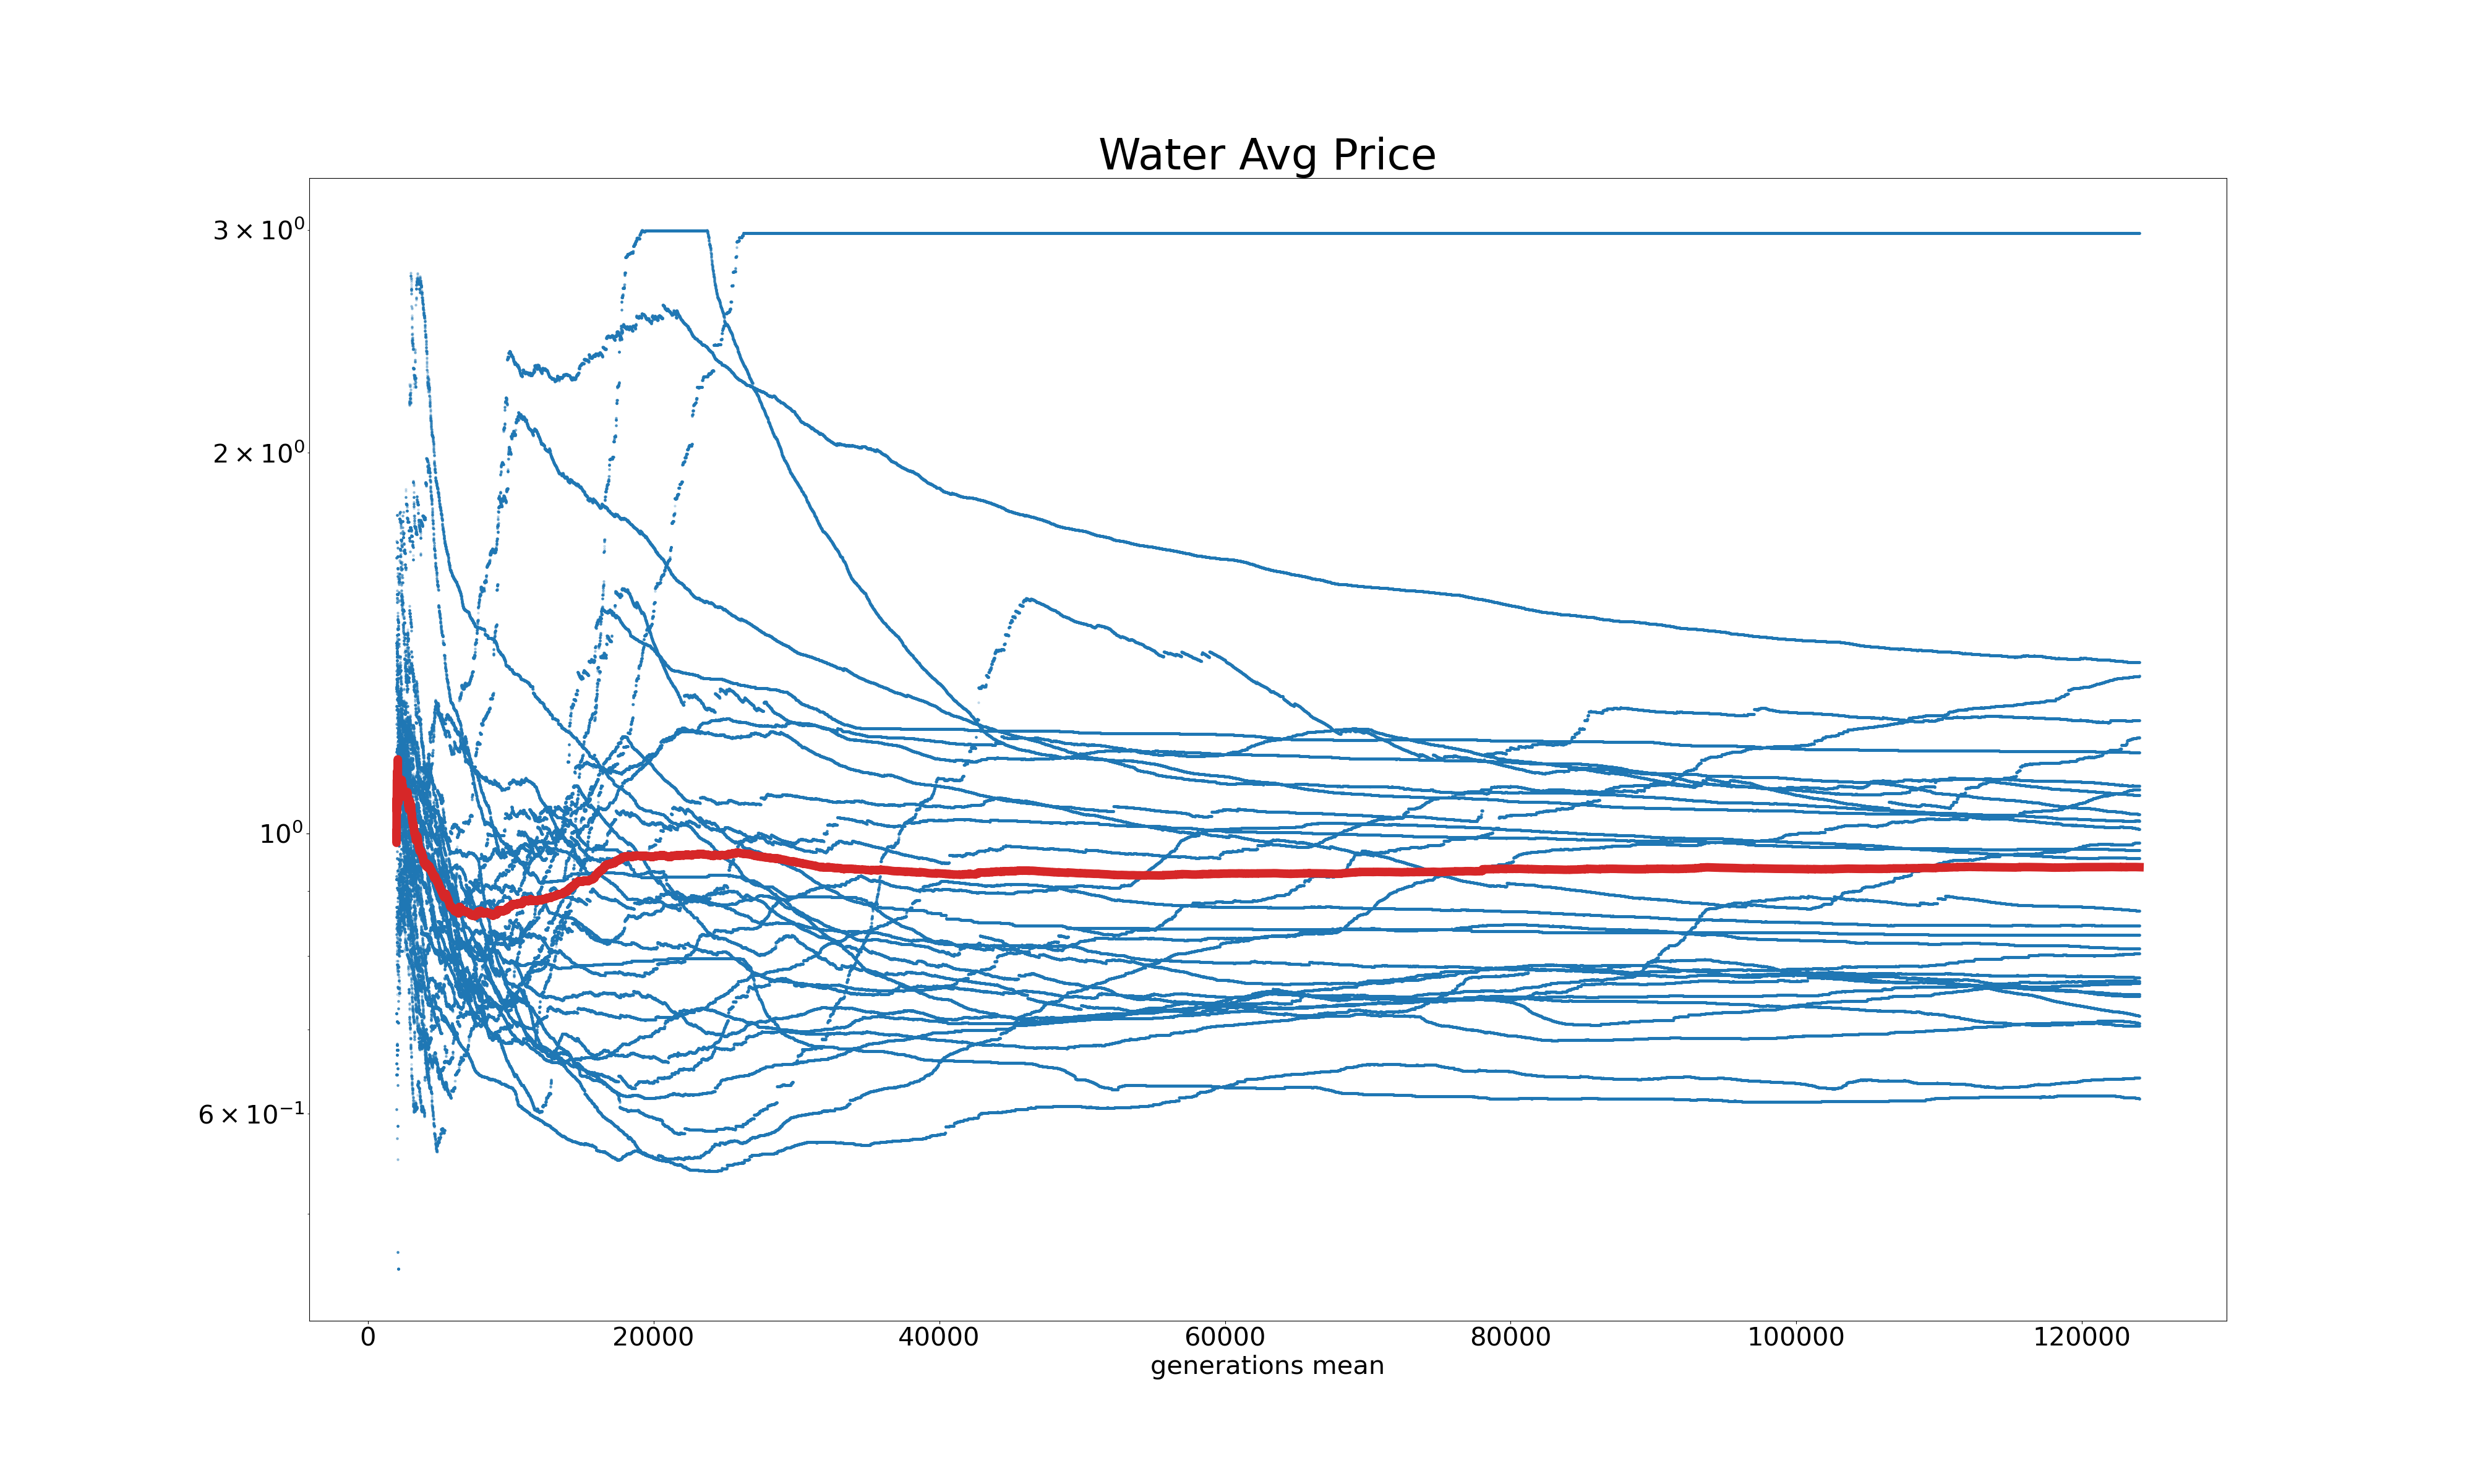 Water Avg Price
3 × 10⁰
2 × 10⁰
10⁰
6 × 10⁻¹
0 20000 40000 60000 80000 100000 120000
generations mean